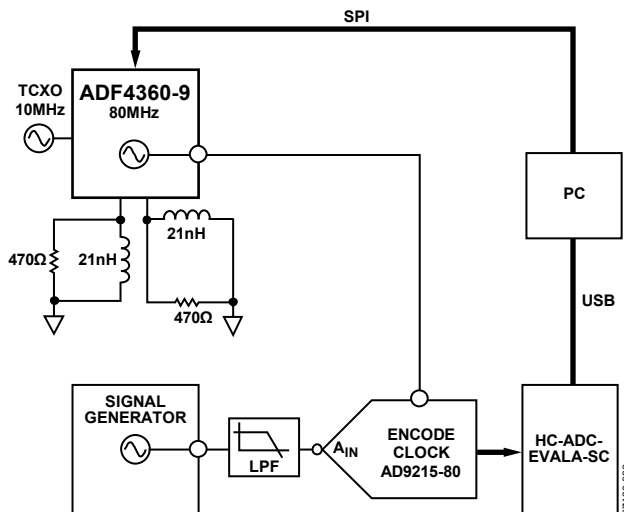 SPI
TCXO
10MHz
ADF4360-9
80MHz
PC
21nH
470Ω
21nH
470Ω
USB
SIGNAL
GENERATOR
LPF
AIN
ENCODE
CLOCK
AD9215-80
HC-ADC-
EVALA-SC